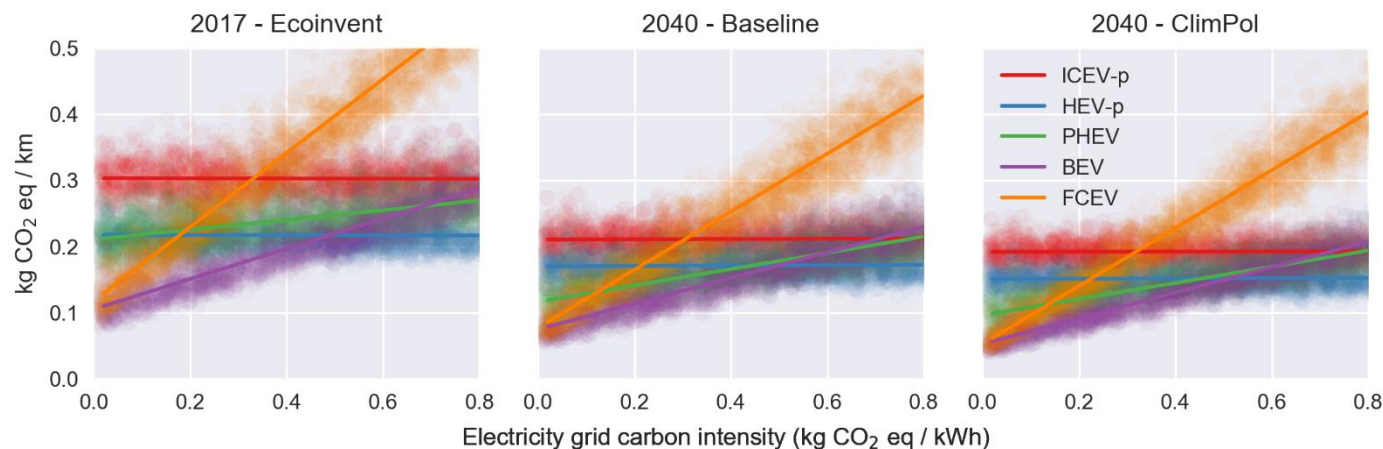 2017 - Ecoinvent
2040 - Baseline
2040 - ClimPol
kg CO₂ eq / km
0.5
0.4
0.3
0.2
0.1
0.0
ICEV-p
HEV-p
PHEV
BEV
FCEV
0.0 0.2 0.4 0.6 0.8
0.0 0.2 0.4 0.6 0.8
0.0 0.2 0.4 0.6 0.8
Electricity grid carbon intensity (kg CO₂ eq / kWh)